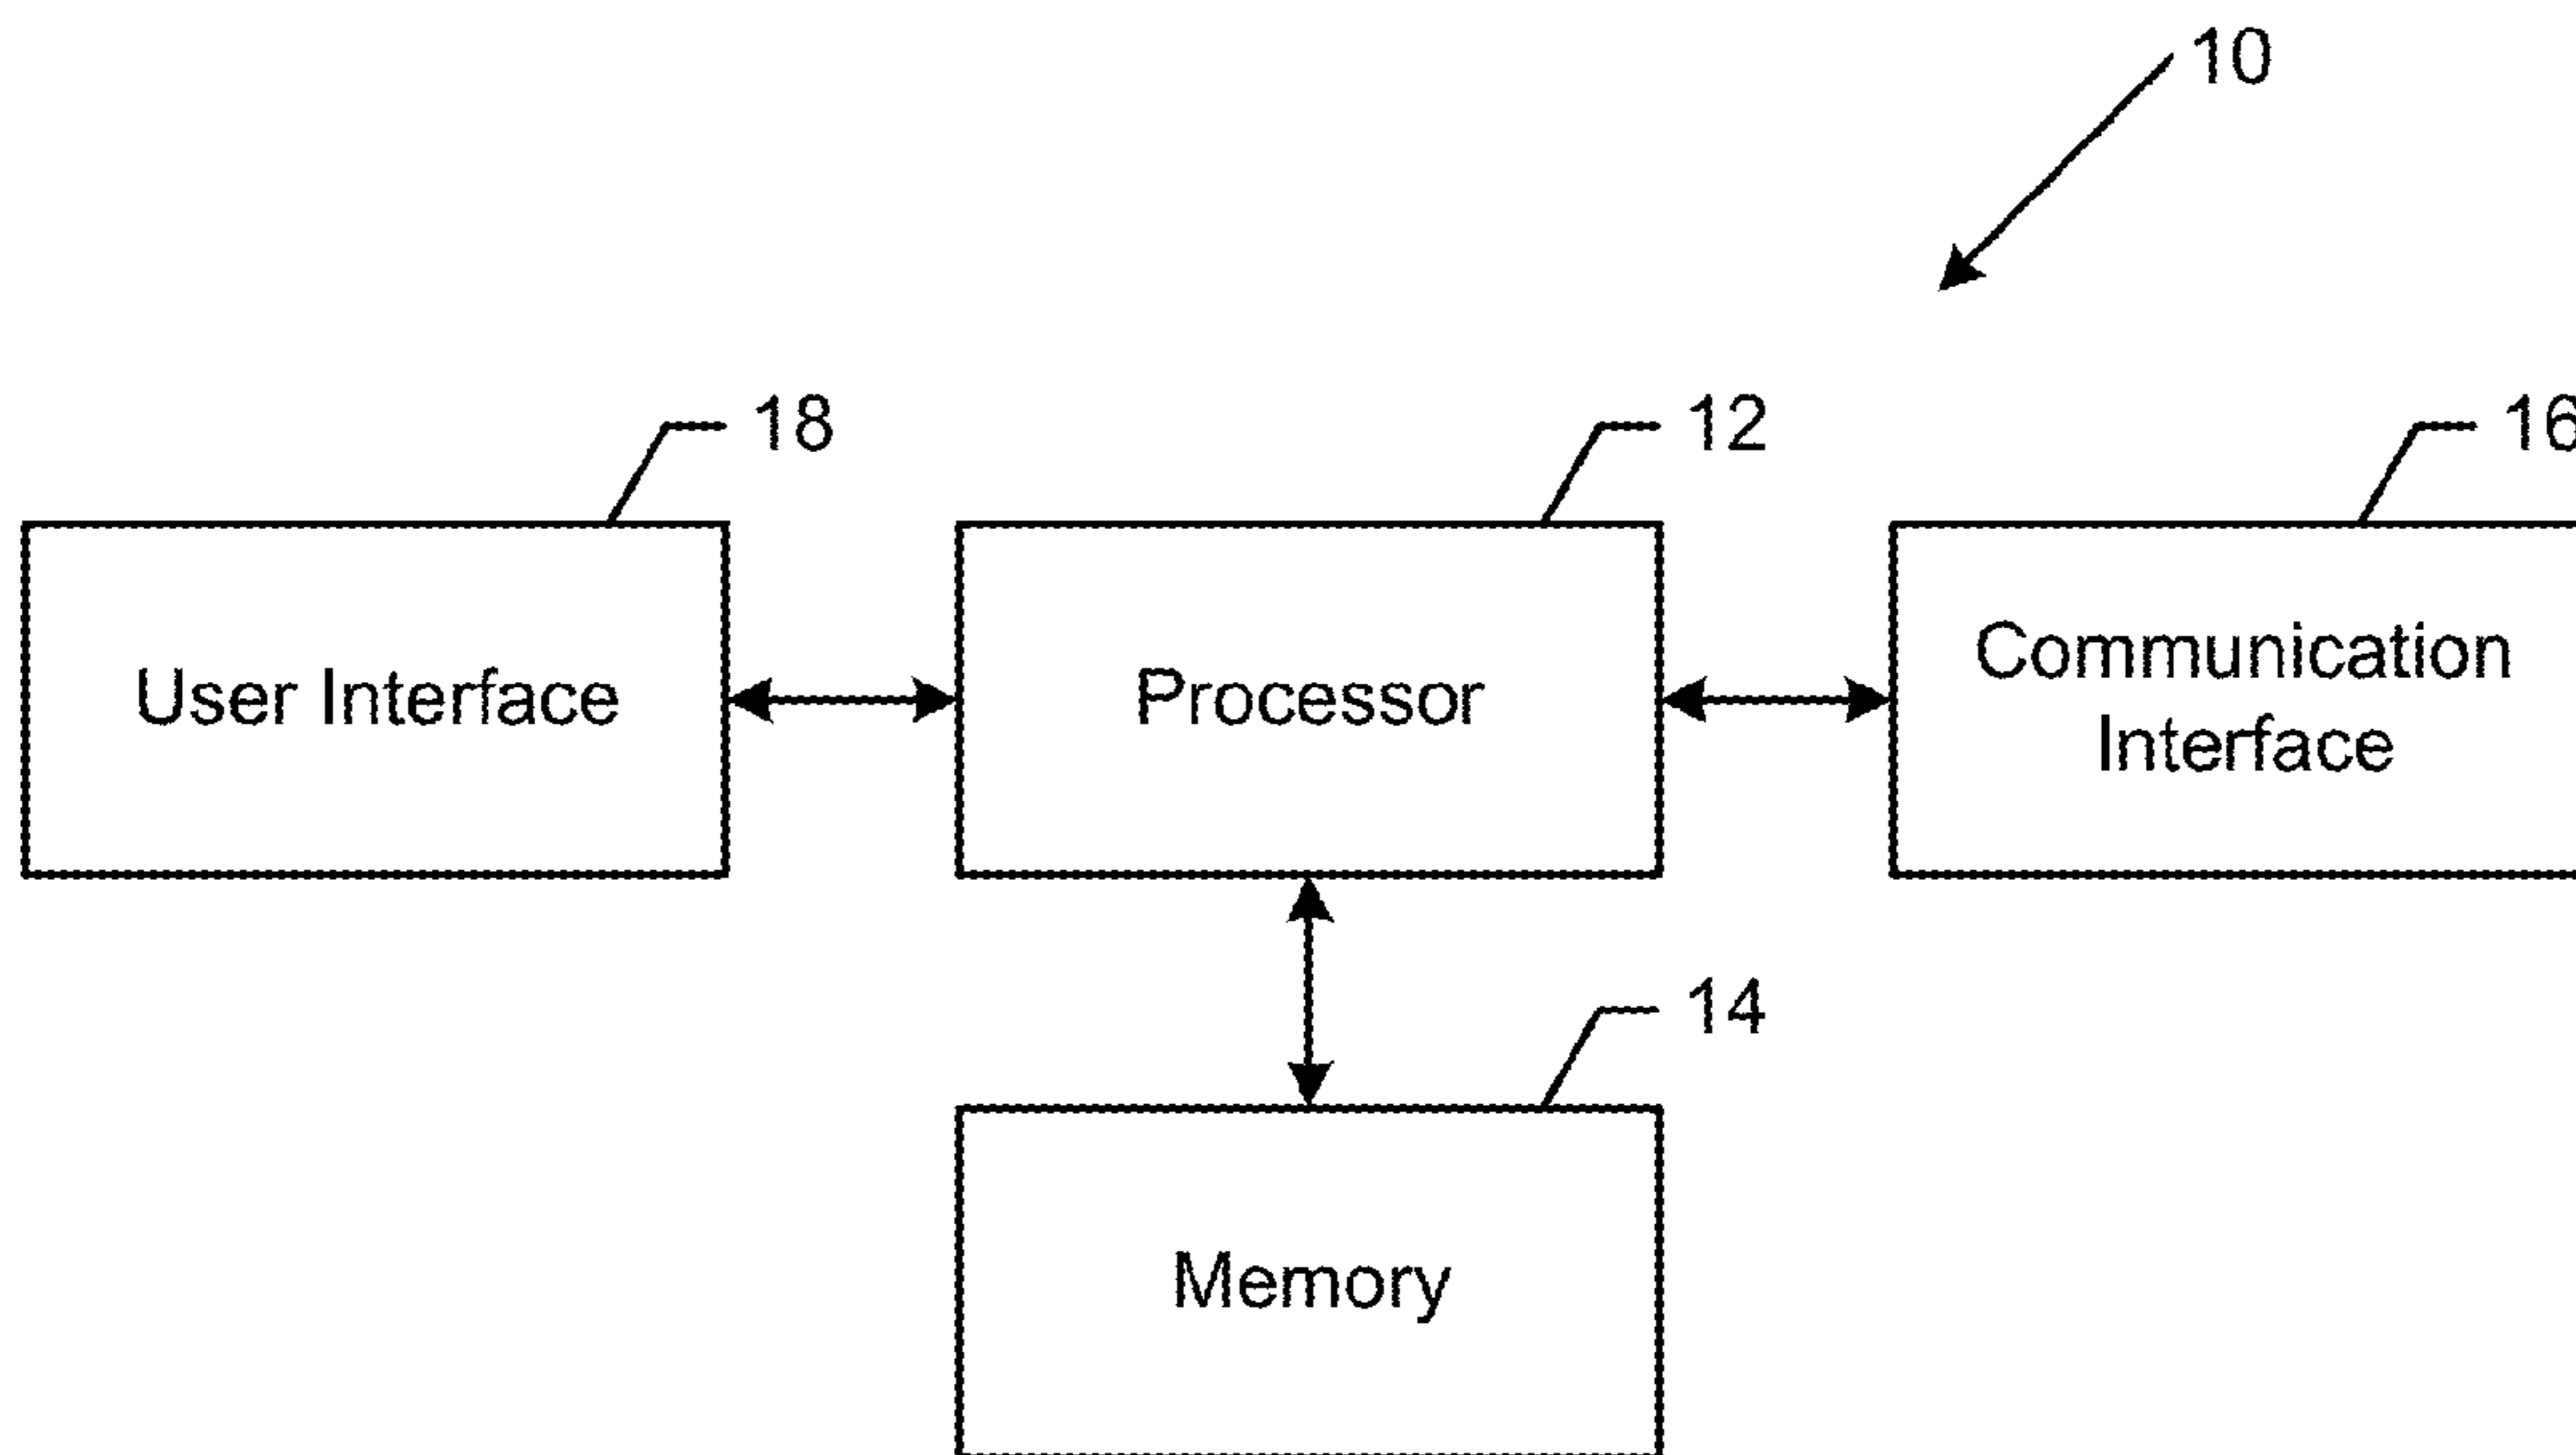 10
18
12
16
User Interface
Processor
Communication
Interface
14
Memory